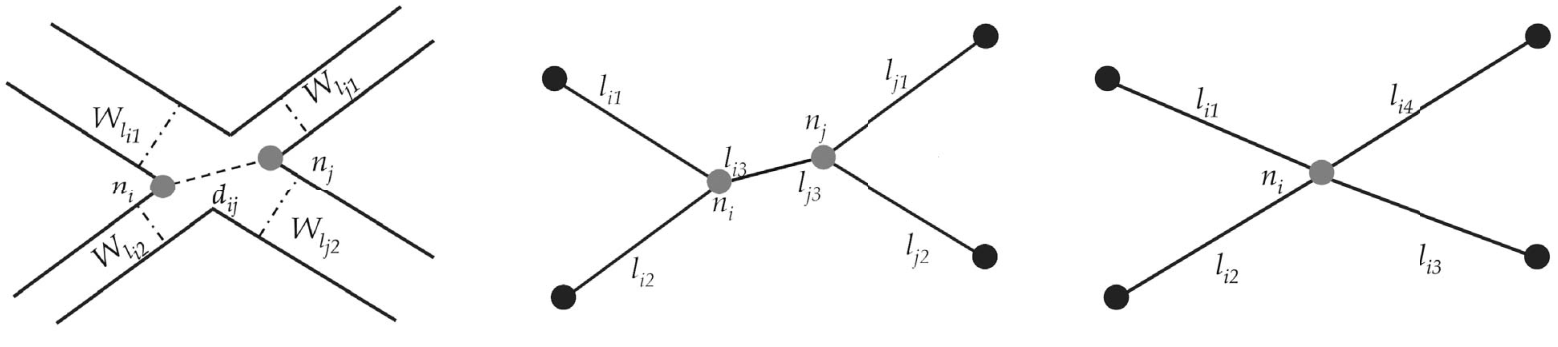 W_{l_{i1}}
W_{l_{j1}}
n_i
n_j
d_{ij}
W_{l_{i2}}
W_{l_{j2}}
l_{i1}
l_{j1}
n_j
l_{i3}
l_{j3}
n_i
l_{i2}
l_{j2}
l_{i1}
l_{i4}
n_i
l_{i2}
l_{i3}